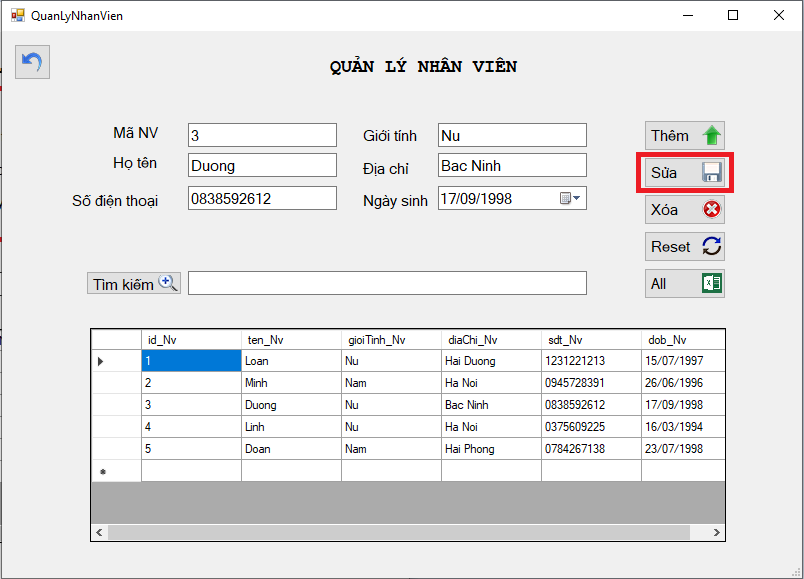 QuanLyNhanVien
QUẢN LÝ NHÂN VIÊN
Mã NV 3 Giới tính Nu Thêm
Họ tên Duong Địa chỉ Bac Ninh Sửa
Số điện thoại 0838592612 Ngày sinh 17/09/1998 Xóa
Reset
Tìm kiếm All
id_Nv ten_Nv gioiTinh_Nv diaChi_Nv sdt_Nv dob_Nv
1 Loan Nu Hai Duong 1231221213 15/07/1997
2 Minh Nam Ha Noi 0945728391 26/06/1996
3 Duong Nu Bac Ninh 0838592612 17/09/1998
4 Linh Nu Ha Noi 0375609225 16/03/1994
5 Doan Nam Hai Phong 0784267138 23/07/1998